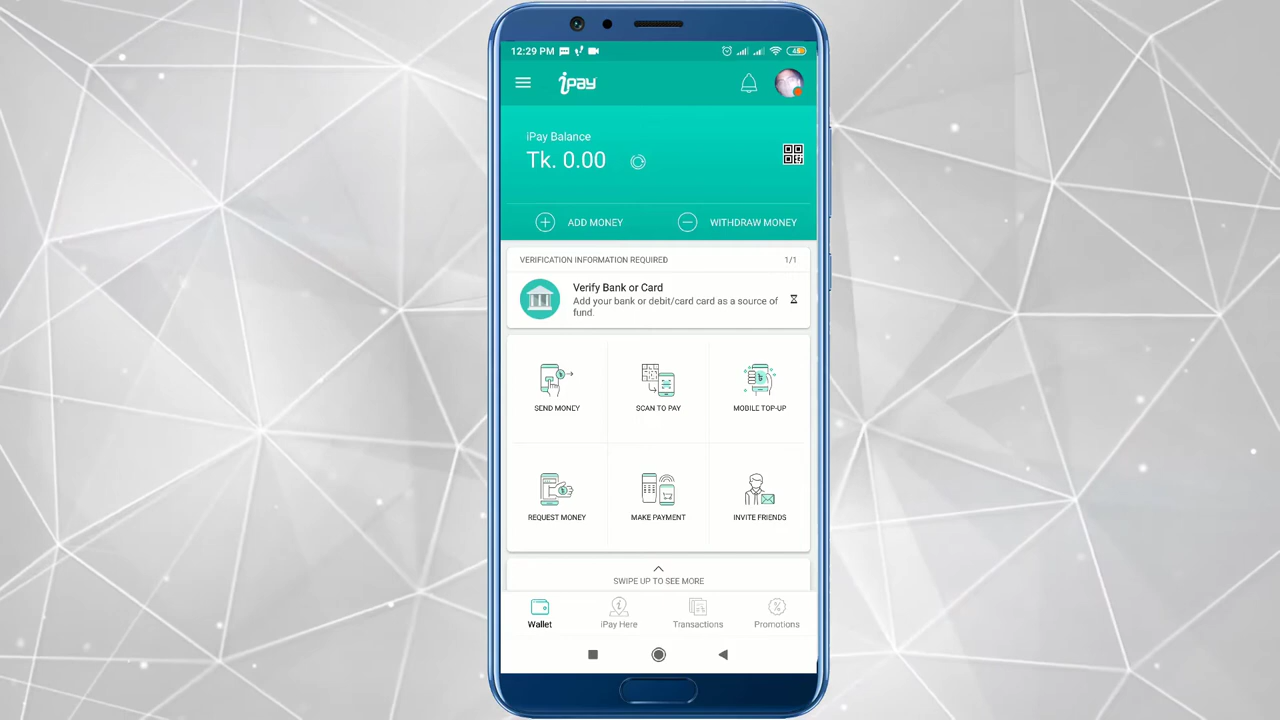 12:29 PM
45
ipay
iPay Balance
Tk. 0.00
ADD MONEY
WITHDRAW MONEY
VERIFICATION INFORMATION REQUIRED
1/1
Verify Bank or Card
Add your bank or debit/card card as a source of
fund.
SEND MONEY
SCAN TO PAY
MOBILE TOP-UP
REQUEST MONEY
MAKE PAYMENT
INVITE FRIENDS
SWIPE UP TO SEE MORE
Wallet
iPay Here
Transactions
Promotions